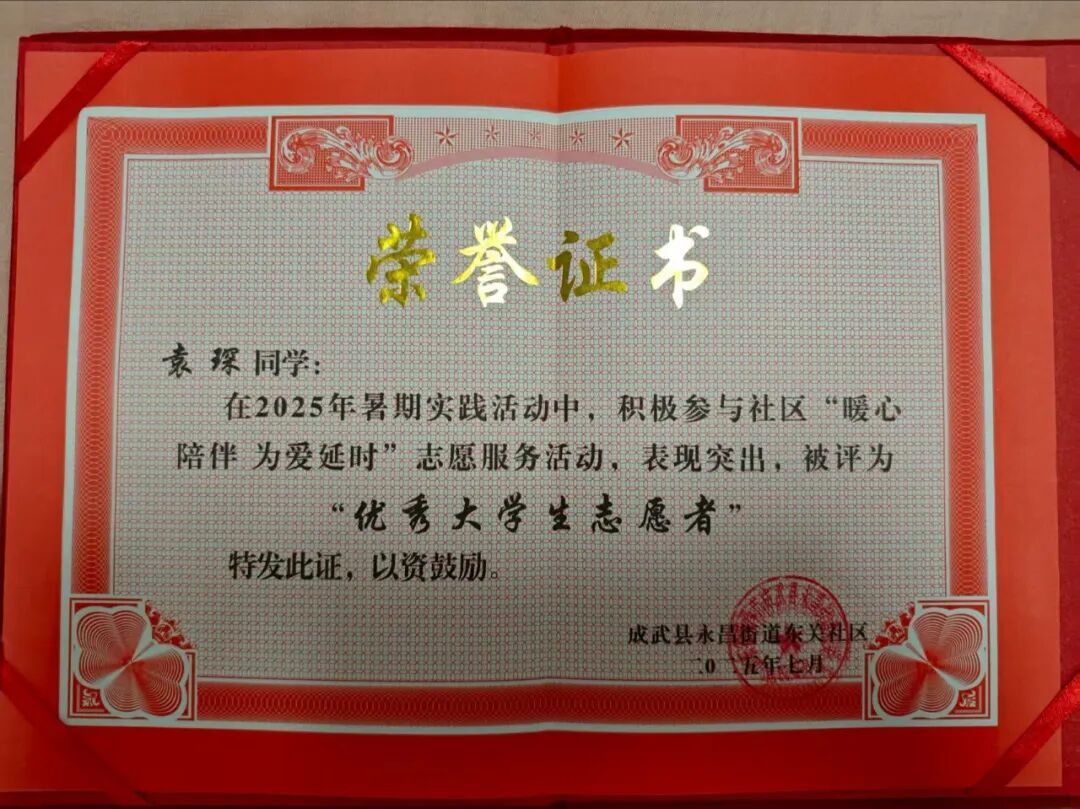 荣誉证书
袁琛同学：
在2025年暑期实践活动中，积极参与社区“暖心
陪伴 为爱延时”志愿服务活动，表现突出，被评为
“优秀大学生志愿者”
特发此证，以资鼓励。
成武县永昌街道东关社区
二〇二五年七月